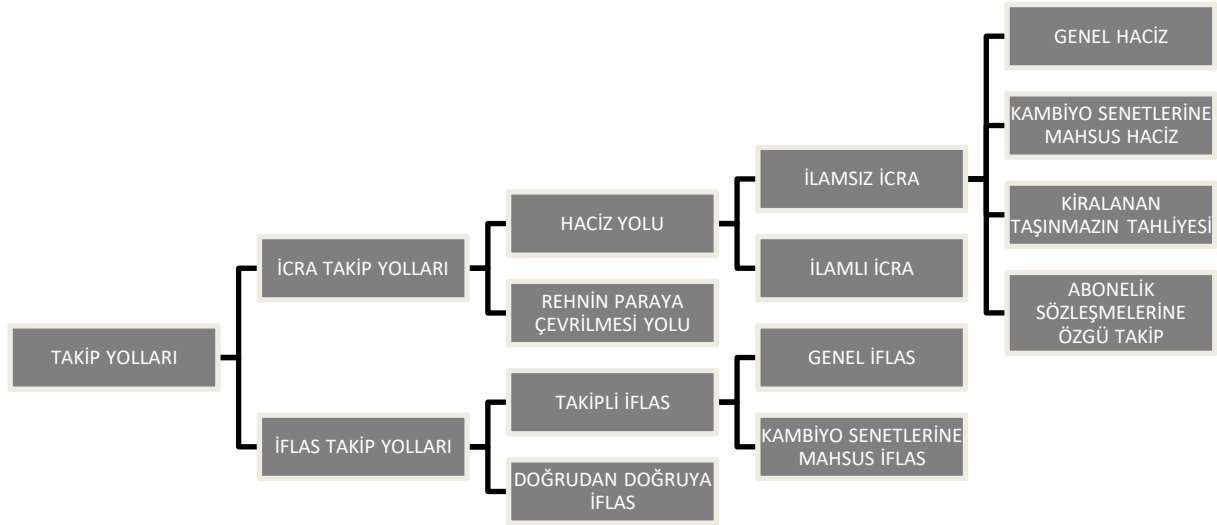 TAKİP YOLLARI
İCRA TAKİP YOLLARI
HACİZ YOLU
İLAMSIZ İCRA
GENEL HACİZ
KAMBİYO SENETLERİNE
MAHSUS HACİZ
KİRALANAN
TAŞINMAZIN TAHLİYESİ
ABONELİK
SÖZLEŞMELERİNE
ÖZGÜ TAKİP
İLAMLI İCRA
REHNİN PARAYA
ÇEVRİLMESİ YOLU
İFLAS TAKİP YOLLARI
TAKİPLİ İFLAS
GENEL İFLAS
KAMBİYO SENETLERİNE
MAHSUS İFLAS
DOĞRUDAN DOĞRUYA
İFLAS